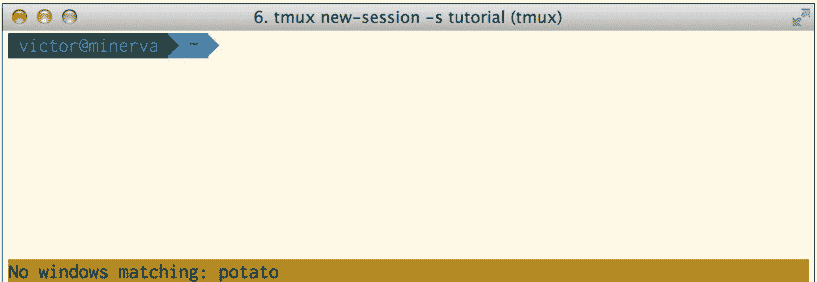 6. tmux new-session -s tutorial (tmux)
victor@minerva ~
No windows matching: potato